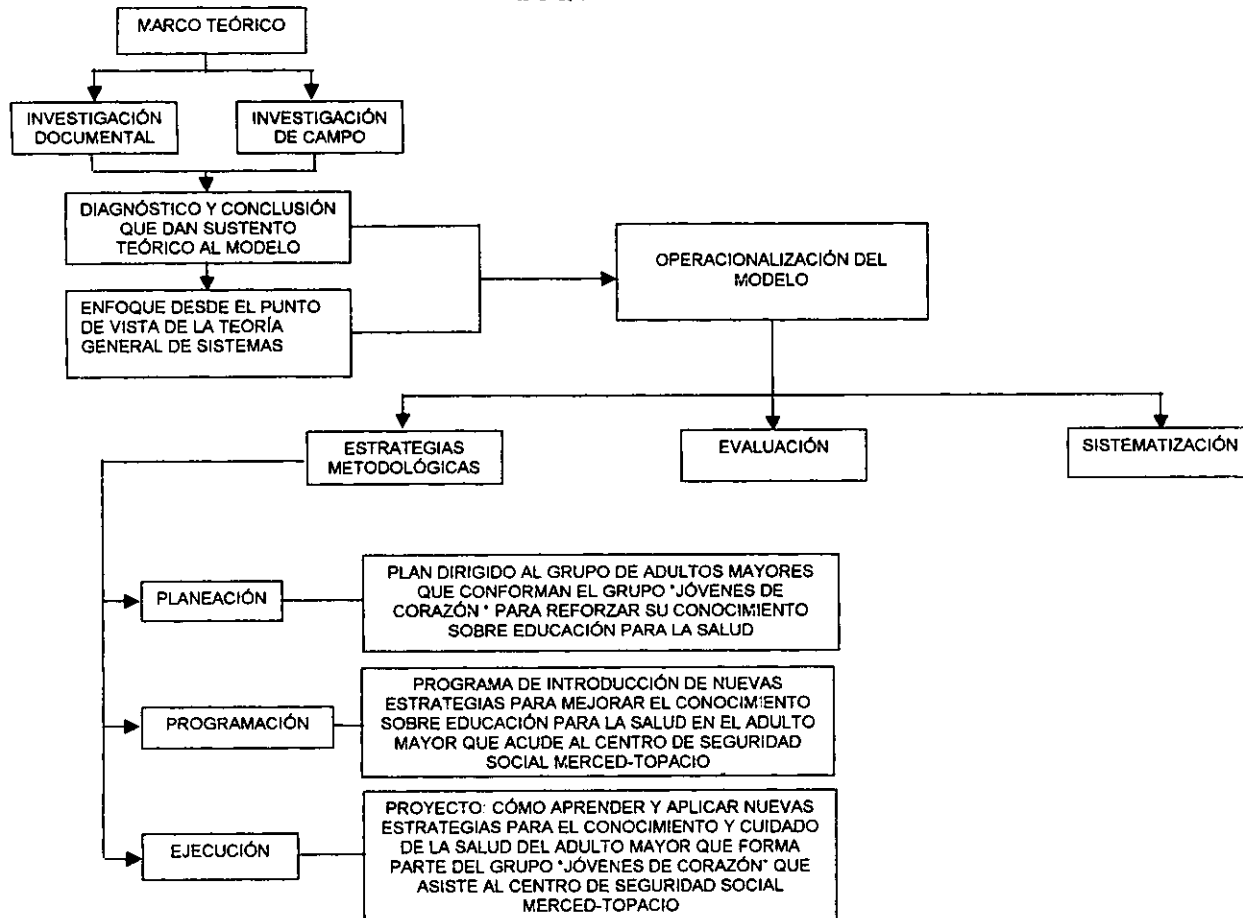 MARCO TEÓRICO
INVESTIGACIÓN
DOCUMENTAL
INVESTIGACIÓN
DE CAMPO
DIAGNÓSTICO Y CONCLUSIÓN
QUE DAN SUSTENTO
TEÓRICO AL MODELO
ENFOQUE DESDE EL PUNTO
DE VISTA DE LA TEORÍA
GENERAL DE SISTEMAS
OPERACIONALIZACIÓN DEL
MODELO
ESTRATEGIAS
METODOLÓGICAS
EVALUACIÓN
SISTEMATIZACIÓN
PLANEACIÓN
PLAN DIRIGIDO AL GRUPO DE ADULTOS MAYORES
QUE CONFORMAN EL GRUPO "JÓVENES DE
CORAZÓN " PARA REFORZAR SU CONOCIMIENTO
SOBRE EDUCACIÓN PARA LA SALUD
PROGRAMACIÓN
PROGRAMA DE INTRODUCCIÓN DE NUEVAS
ESTRATEGIAS PARA MEJORAR EL CONOCIMIENTO
SOBRE EDUCACIÓN PARA LA SALUD EN EL ADULTO
MAYOR QUE ACUDE AL CENTRO DE SEGURIDAD
SOCIAL MERCED-TOPACIO
EJECUCIÓN
PROYECTO: CÓMO APRENDER Y APLICAR NUEVAS
ESTRATEGIAS PARA EL CONOCIMIENTO Y CUIDADO
DE LA SALUD DEL ADULTO MAYOR QUE FORMA
PARTE DEL GRUPO "JÓVENES DE CORAZÓN" QUE
ASISTE AL CENTRO DE SEGURIDAD SOCIAL
MERCED-TOPACIO